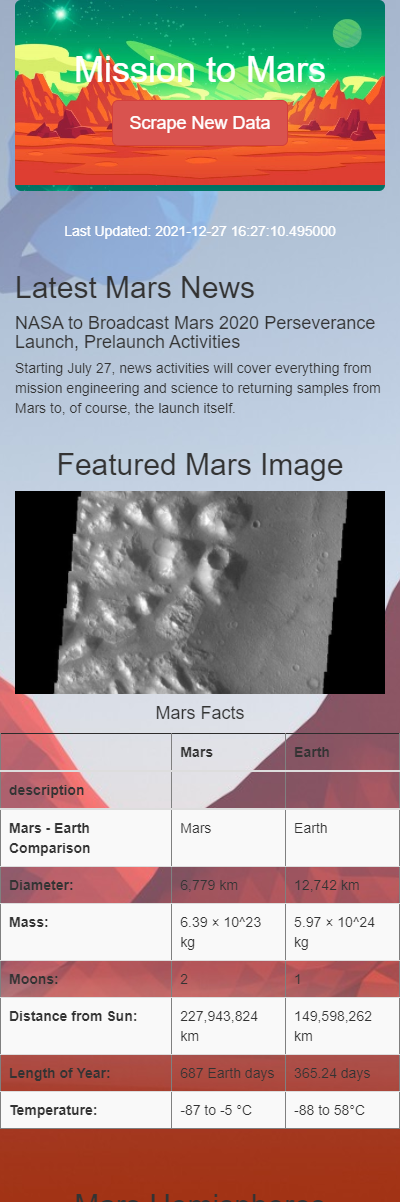 Mission to Mars
Scrape New Data
Last Updated: 2021-12-27 16:27:10.495000
Latest Mars News
NASA to Broadcast Mars 2020 Perseverance
Launch, Prelaunch Activities
Starting July 27, news activities will cover everything from
mission engineering and science to returning samples from
Mars to, of course, the launch itself.
Featured Mars Image
Mars Facts
Mars Earth
description
Mars - Earth Comparison Mars Earth
Diameter: 6,779 km 12,742 km
Mass: 6.39 × 10^23 kg 5.97 × 10^24 kg
Moons: 2 1
Distance from Sun: 227,943,824 km 149,598,262 km
Length of Year: 687 Earth days 365.24 days
Temperature: -87 to -5 °C -88 to 58°C
Mars Hemispheres